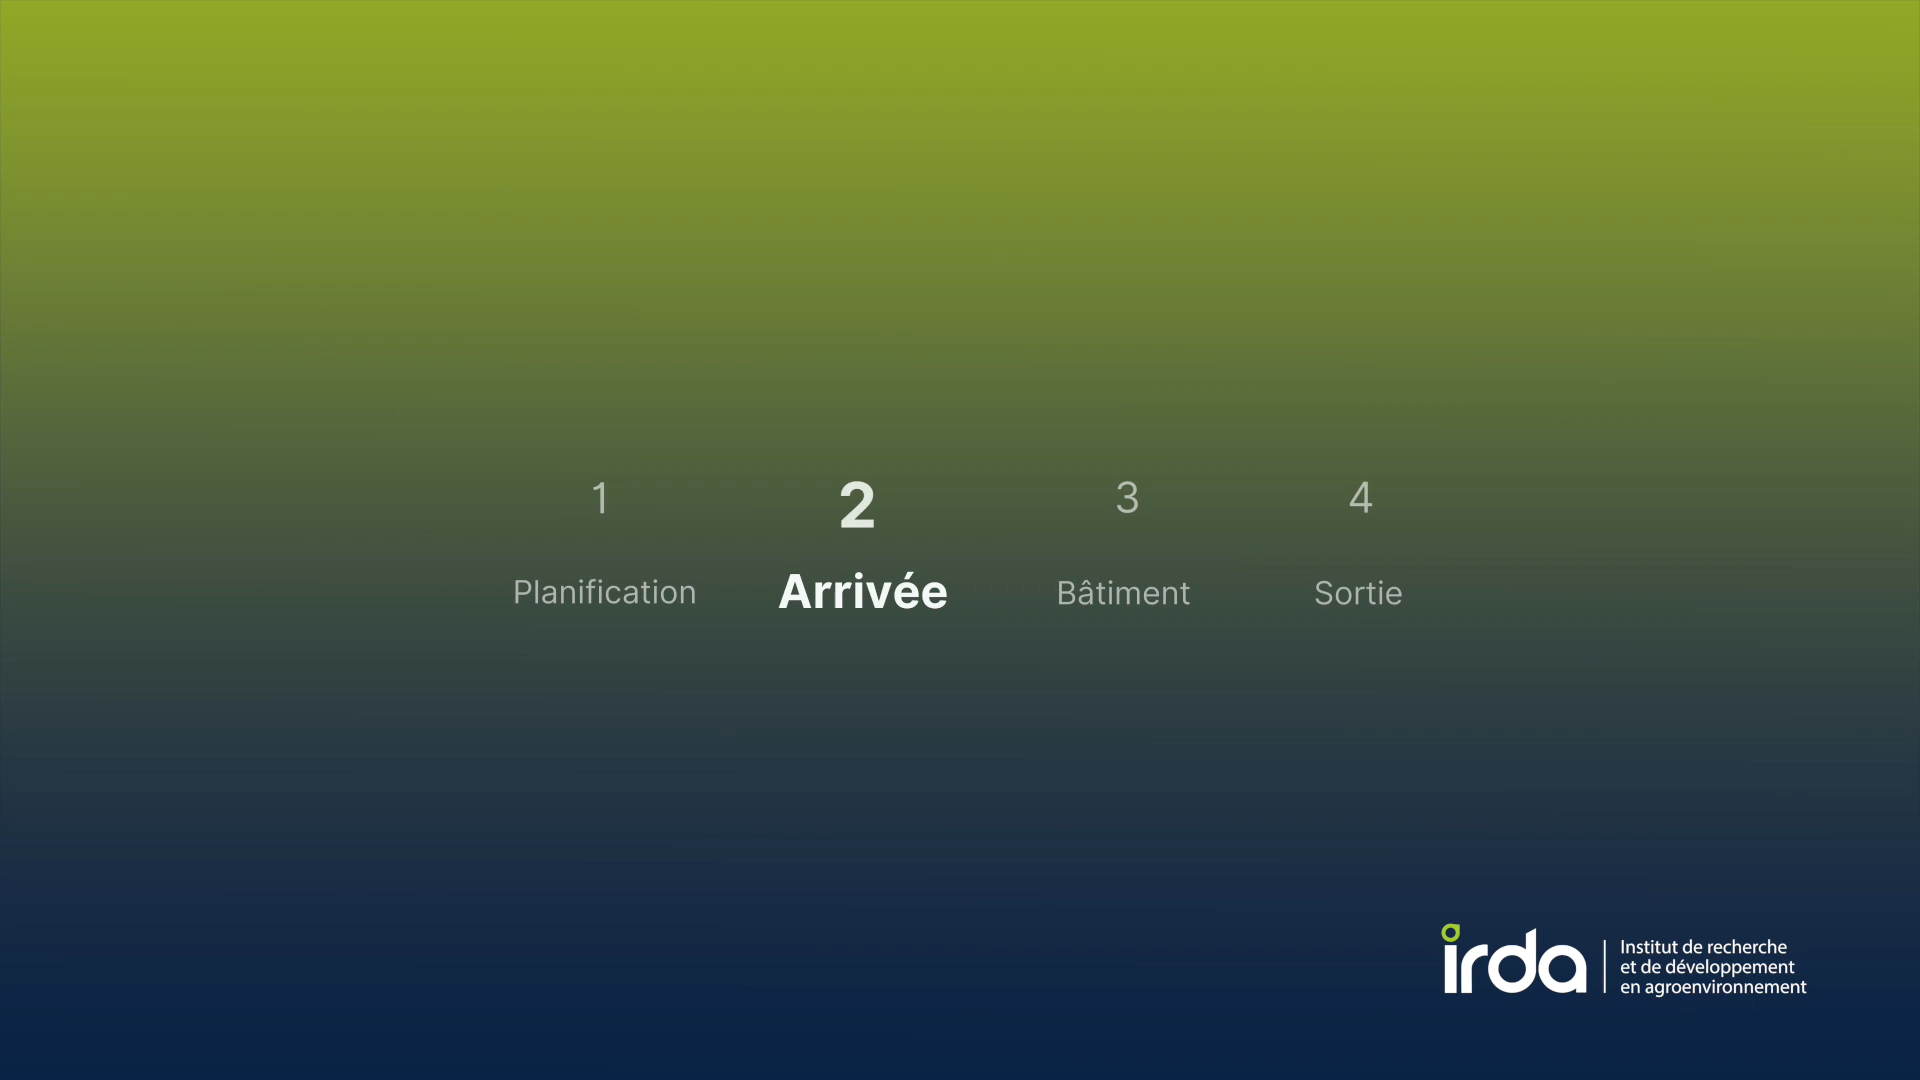 1 2 3 4
Planification Arrivée Bâtiment Sortie
irda
Institut de recherche
et de développement
en agroenvironnement